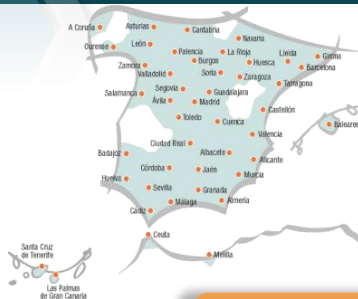 A Coruña
Asturias
Cantabria
Navarra
Ourense
León
Palencia
Burgos
La Rioja
Huesca
Lleida
Girona
Barcelona
Zamora
Valladolid
Soria
Zaragoza
Tarragona
Salamanca
Segovia
Guadalajara
Ávila
Madrid
Castellón
Toledo
Cuenca
Baleares
Valencia
Ciudad Real
Badajoz
Albacete
Alicante
Córdoba
Jaén
Murcia
Huelva
Sevilla
Granada
Málaga
Almería
Cádiz
Ceuta
Melilla
Santa Cruz
de Tenerife
Las Palmas
de Gran Canaria